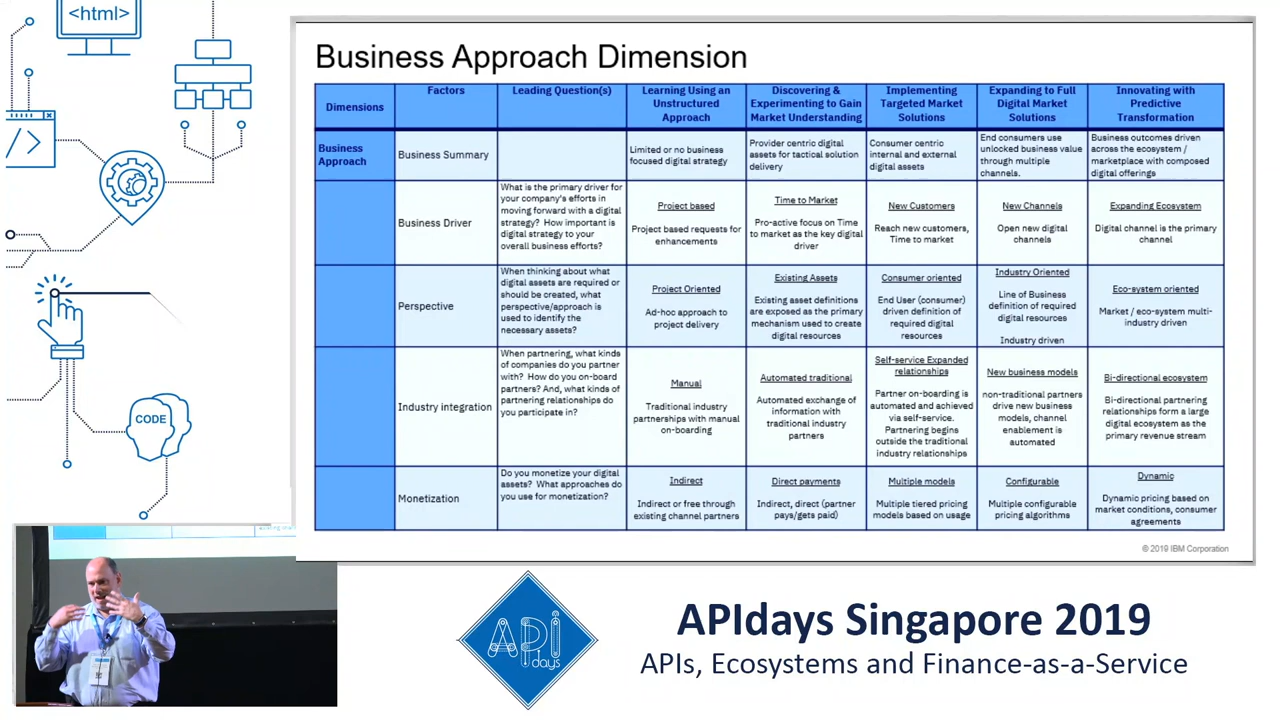 <html>
</>
CODE
Business Approach Dimension
Dimensions
Factors
Leading Question(s)
Learning Using an
Unstructured
Approach
Discovering &
Experimenting to Gain
Market Understanding
Implementing
Targeted Market
Solutions
Expanding to Full
Digital Market
Solutions
Innovating with
Predictive
Transformation
Business
Approach
Business Summary
Limited or no business
focused digital strategy
Provider centric digital
assets for tactical solution
delivery
Consumer centric
internal and external
digital assets
End consumers use
unlocked business value
through multiple
channels.
Business outcomes driven
across the ecosystem /
marketplace with composed
digital offerings
Business Driver
What is the primary driver for
your company's efforts in
moving forward with a digital
strategy? How important is
digital strategy to your
overall business efforts?
Project based
Project based requests for
enhancements
Time to Market
Pro-active focus on Time
to market as the key digital
driver
New Customers
Reach new customers,
Time to market
New Channels
Open new digital
channels
Expanding Ecosystem
Digital channel is the primary
channel
Perspective
When thinking about what
digital assets are required or
should be created, what
perspective/approach is
used to identify the
necessary assets?
Project Oriented
Ad-hoc approach to
project delivery
Existing Assets
Existing asset definitions
are exposed as the primary
mechanism used to create
digital resources
Consumer oriented
End User (consumer)
driven definition of
required digital
resources
Industry Oriented
Line of Business
definition of required
digital resources
Industry driven
Eco-system oriented
Market / eco-system multi-
industry driven
Industry integration
When partnering, what kinds
of companies do you partner
with? How do you on-board
partners? And, what kinds of
partnering relationships do
you participate in?
Manual
Traditional industry
partnerships with manual
on-boarding
Automated traditional
Automated exchange of
information with
traditional industry
partners
Self-service Expanded
relationships
Partner on-boarding is
automated and achieved
via self-service.
Partnering begins
outside the traditional
industry relationships
New business models
non-traditional partners
drive new business
models, channel
enablement is
automated
Bi-directional ecosystem
Bi-directional partnering
relationships form a large
digital ecosystem as the
primary revenue stream
Monetization
Do you monetize your digital
assets? What approaches do
you use for monetization?
Indirect
Indirect or free through
existing channel partners
Direct payments
Indirect, direct (partner
pays/gets paid)
Multiple models
Multiple tiered pricing
models based on usage
Configurable
Multiple configurable
pricing algorithms
Dynamic
Dynamic pricing based on
market conditions, consumer
agreements
© 2019 IBM Corporation
API
days
APIdays Singapore 2019
APIs, Ecosystems and Finance-as-a-Service